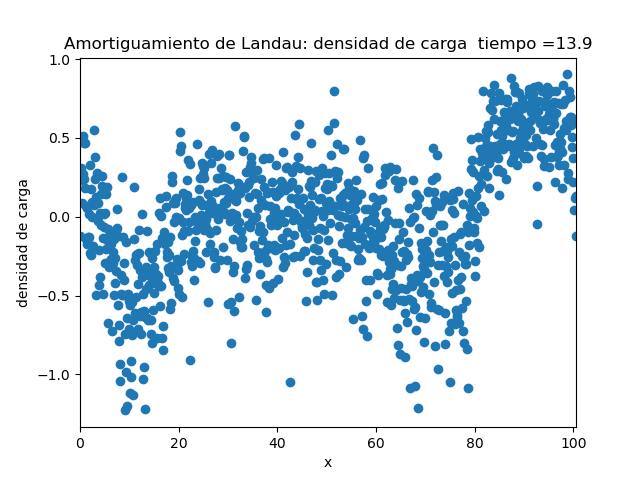 Amortiguamiento de Landau: densidad de carga  tiempo =13.9
densidad de carga
1.0
0.5
0.0
−0.5
−1.0
0 20 40 60 80 100
x